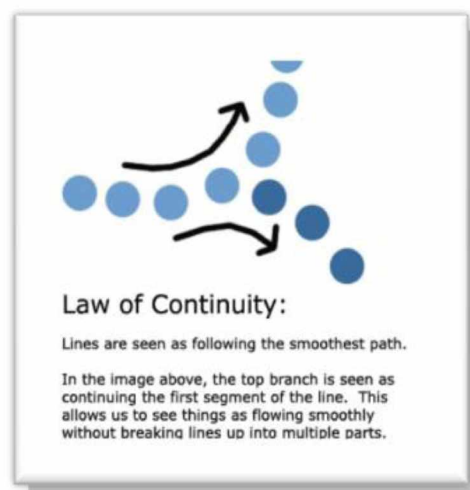 Law of Continuity:
Lines are seen as following the smoothest path.
In the image above, the top branch is seen as
continuing the first segment of the line.  This
allows us to see things as flowing smoothly
without breaking lines up into multiple parts.